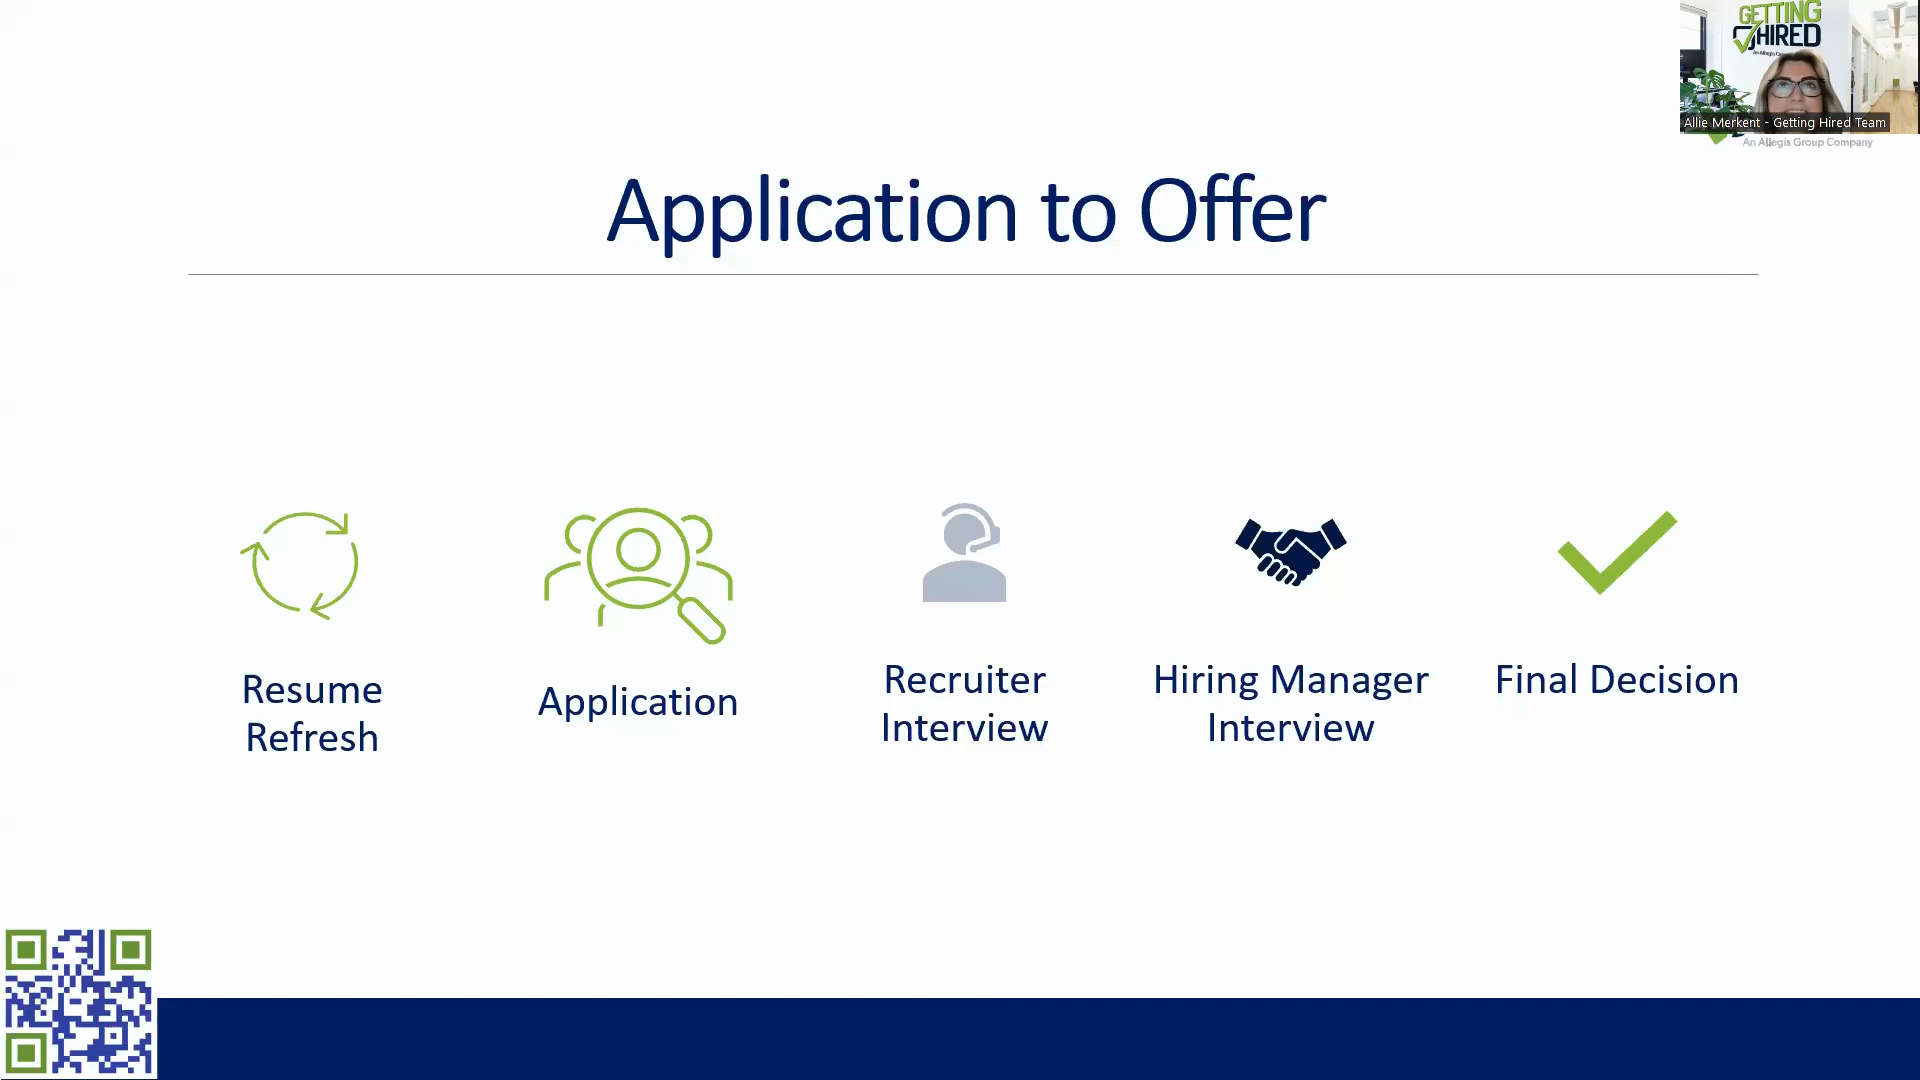 GETTING
HIRED
Allie Merkent - Getting Hired Team
An Allegis Group Company
Application to Offer
Resume
Refresh
Application
Recruiter
Interview
Hiring Manager
Interview
Final Decision